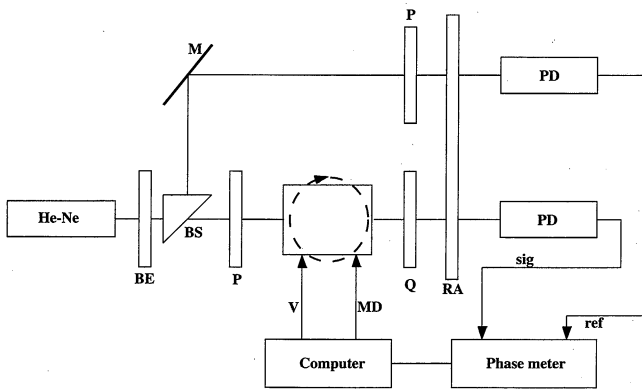 M
P
PD
He-Ne
BS
PD
BE
P
Q
RA
sig
V
MD
ref
Computer
Phase meter